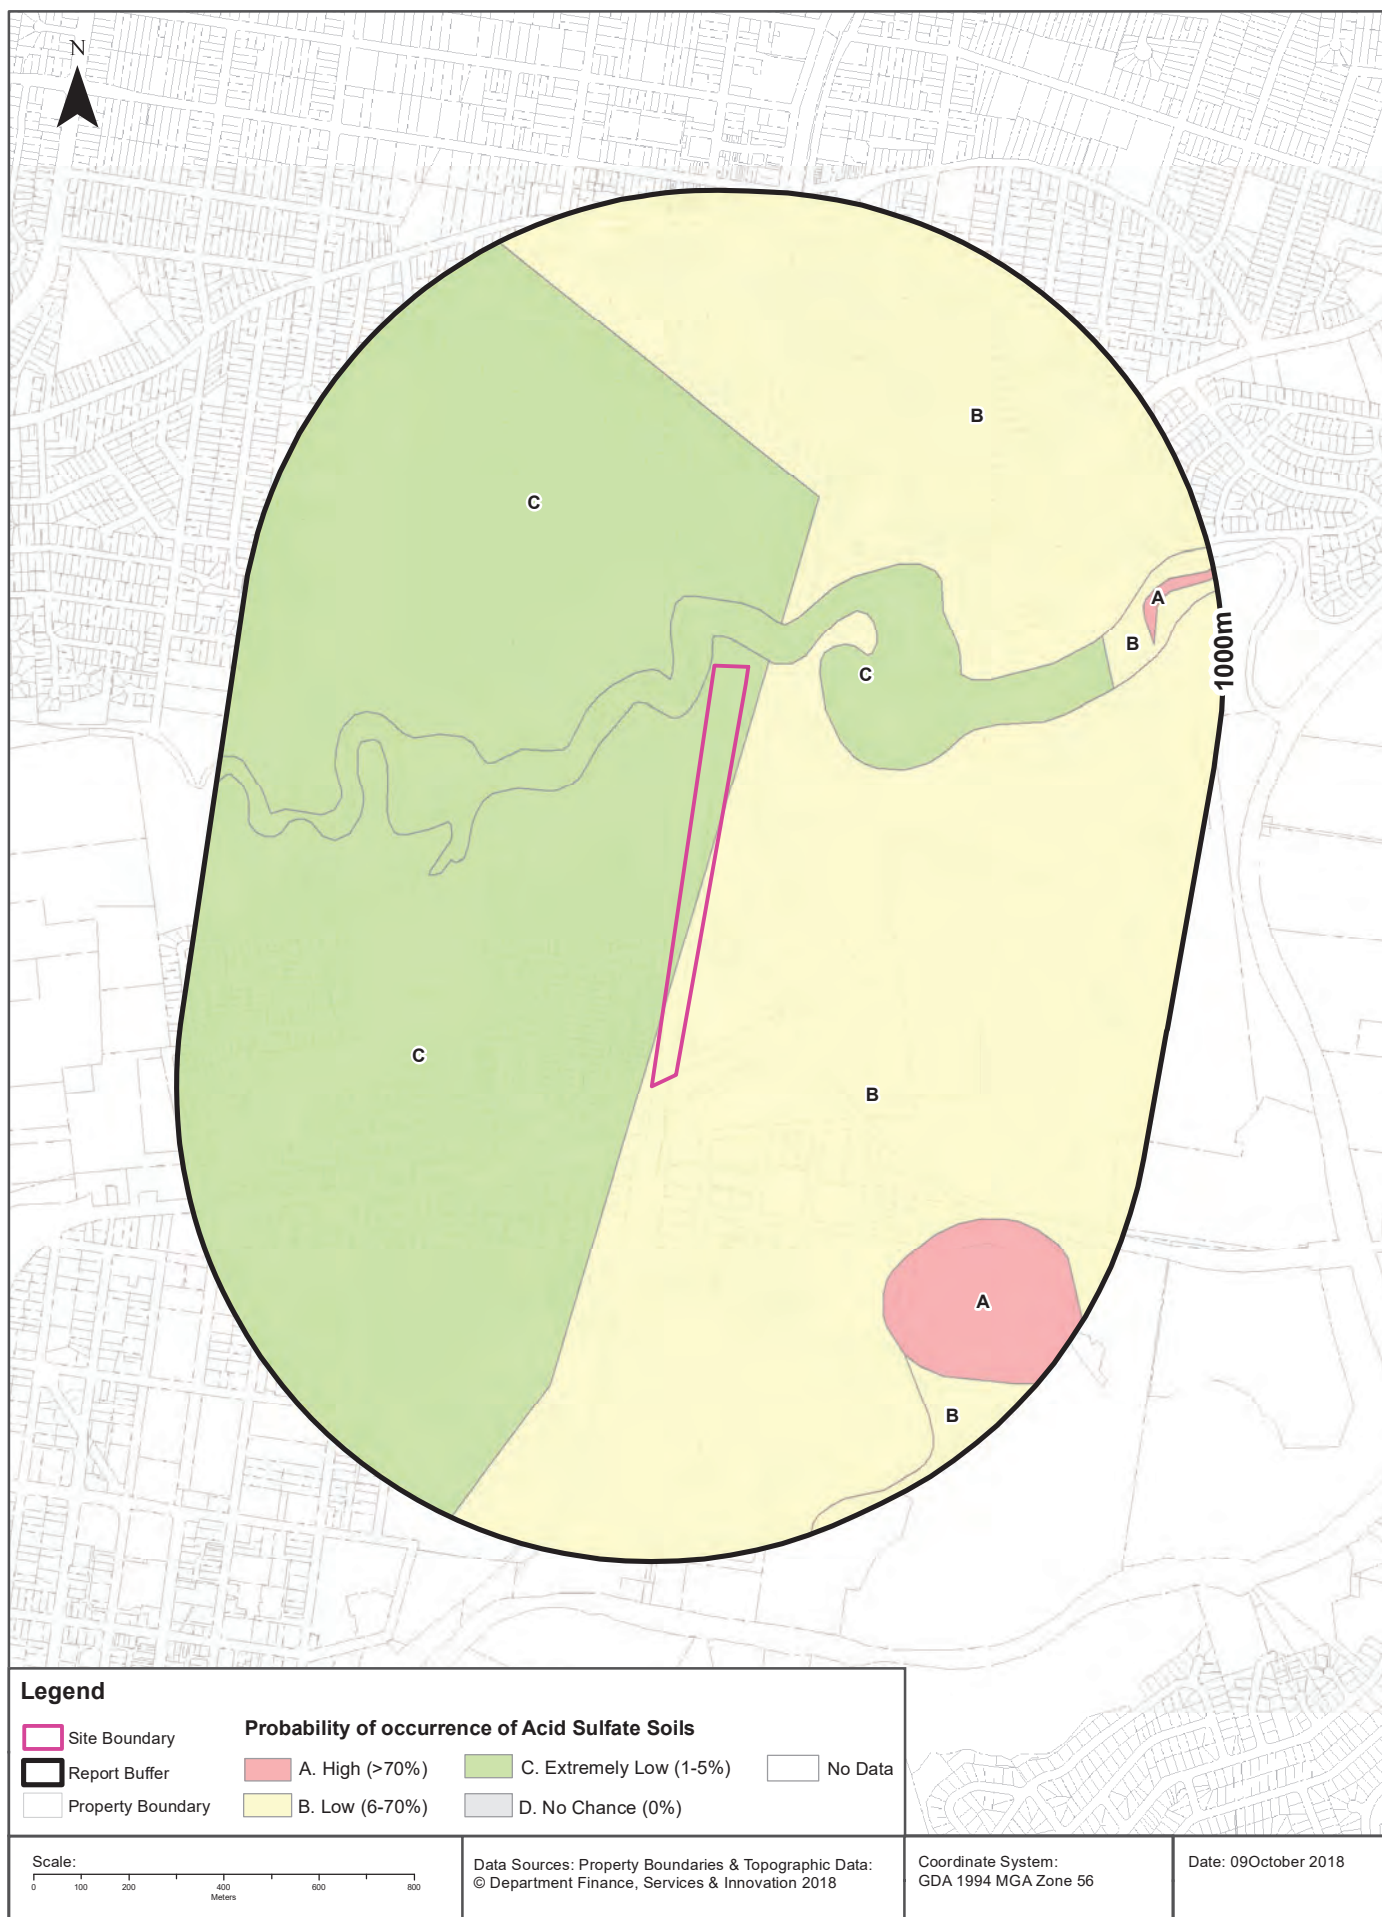 N
B
C
A
B
1000m
C
C
B
A
B
Legend
Site Boundary
Report Buffer
Property Boundary
Probability of occurrence of Acid Sulfate Soils
A. High (>70%)
C. Extremely Low (1-5%)
No Data
B. Low (6-70%)
D. No Chance (0%)
Scale:
0 100 200 400 600 800
Meters
Data Sources: Property Boundaries & Topographic Data:
© Department Finance, Services & Innovation 2018
Coordinate System:
GDA 1994 MGA Zone 56
Date: 09October 2018